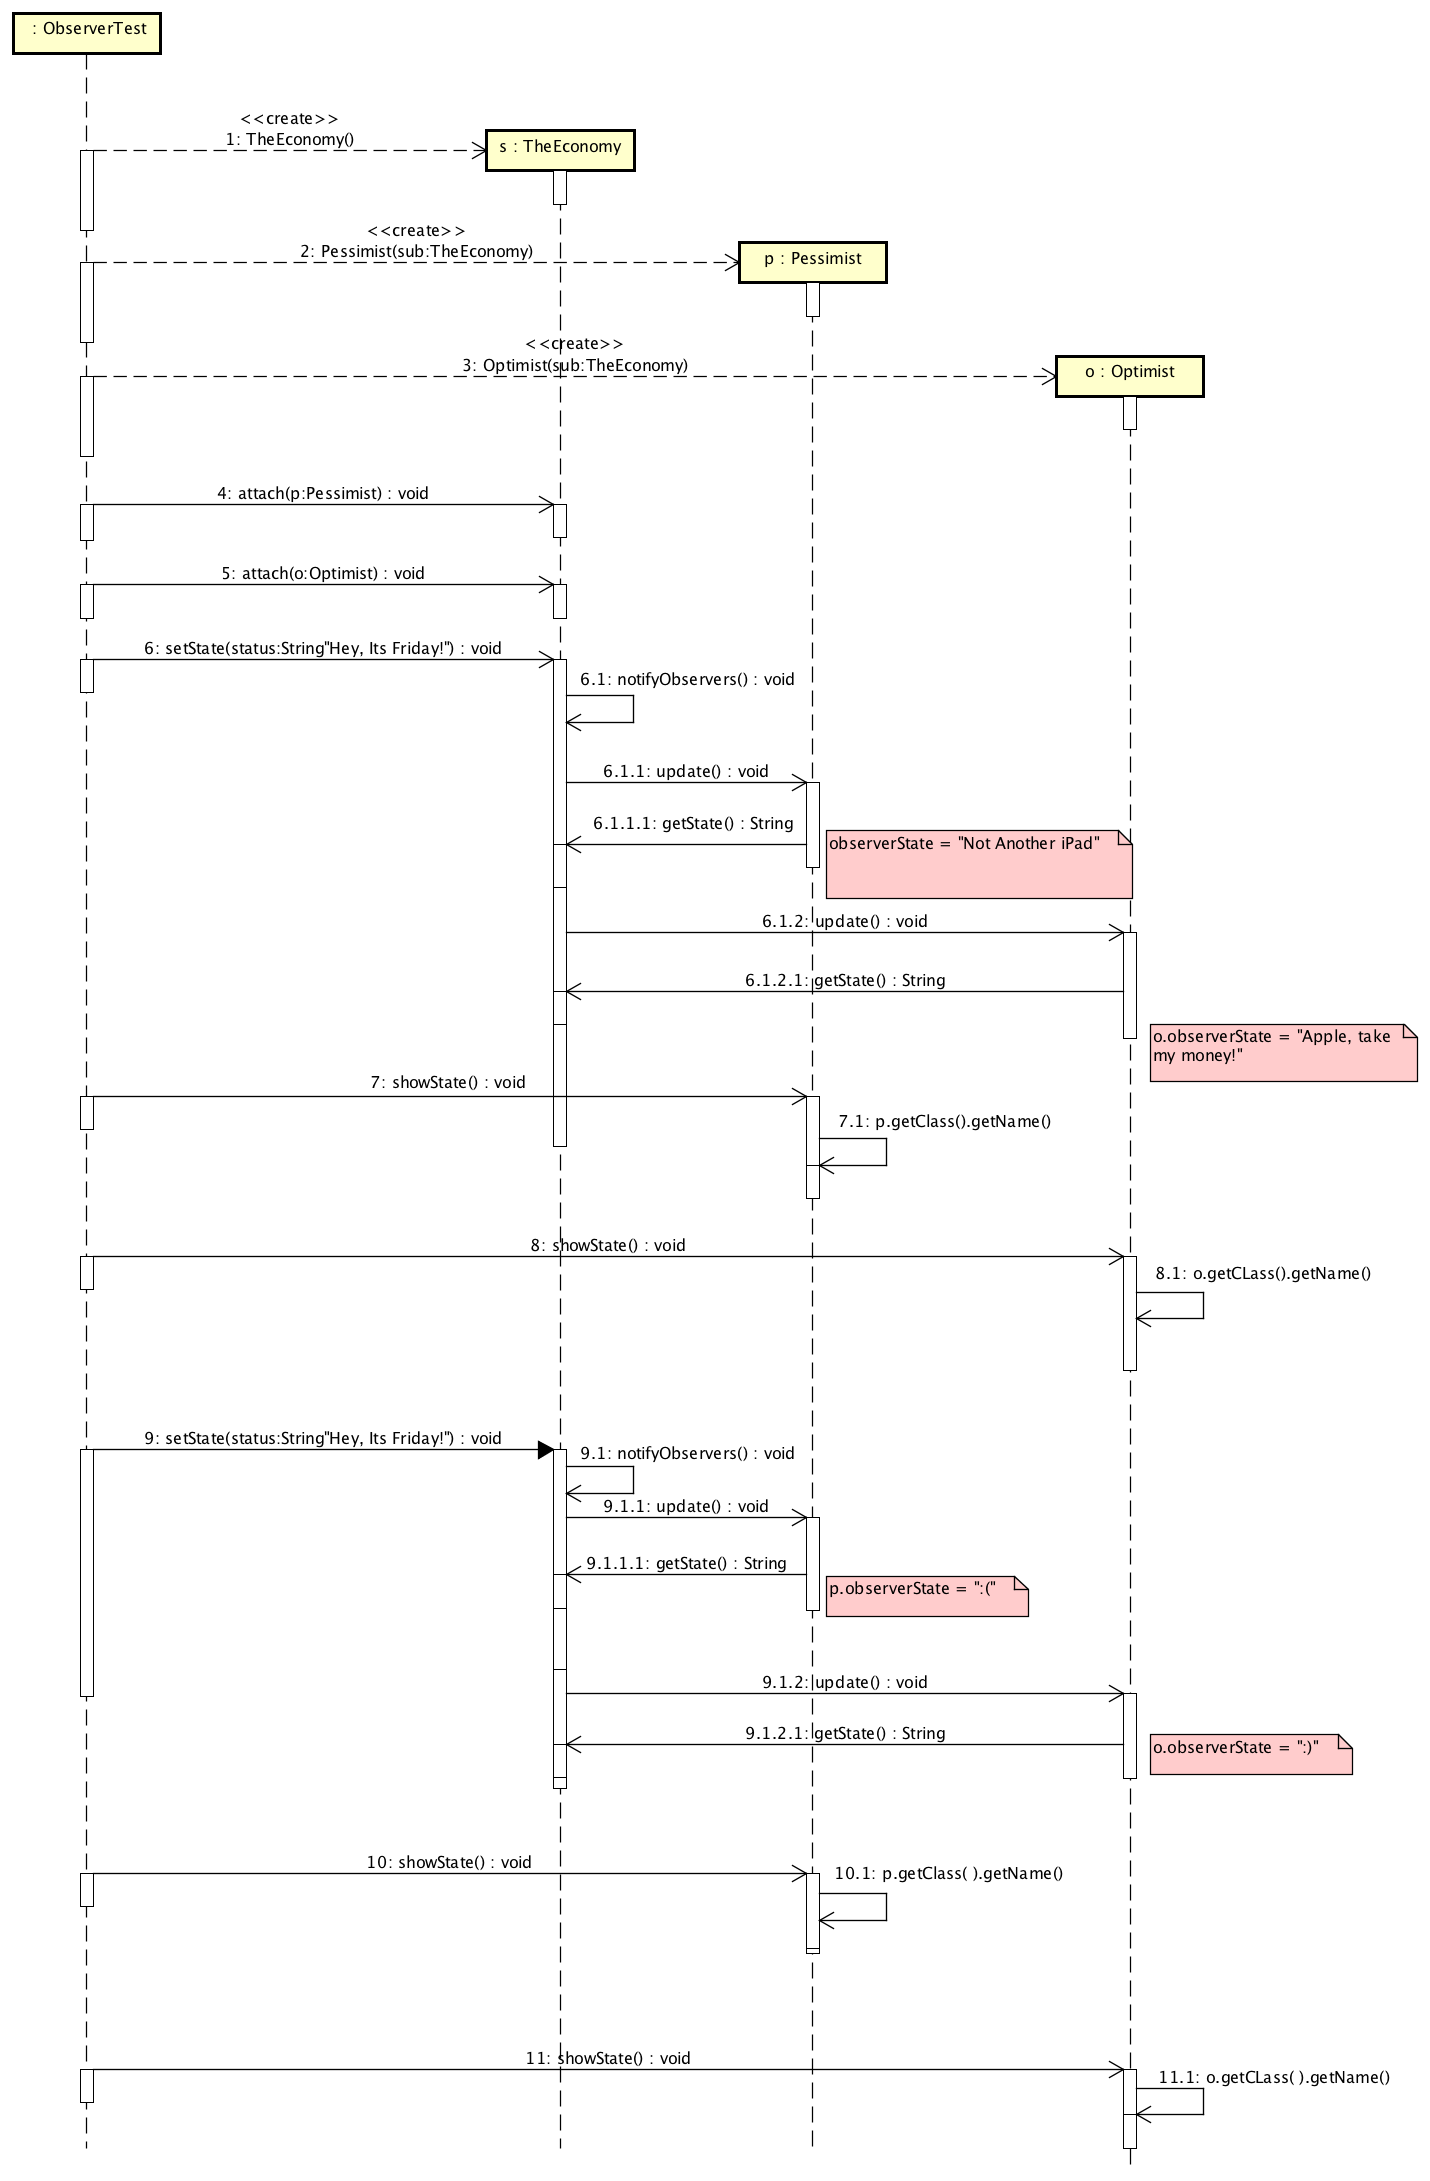 : ObserverTest
<<create>>
1: TheEconomy()
s : TheEconomy
<<create>>
2: Pessimist(sub:TheEconomy)
p : Pessimist
<<create>>
3: Optimist(sub:TheEconomy)
o : Optimist
4: attach(p:Pessimist) : void
5: attach(o:Optimist) : void
6: setState(status:String"Hey, Its Friday!") : void
6.1: notifyObservers() : void
6.1.1: update() : void
6.1.1.1: getState() : String
observerState = "Not Another iPad"
6.1.2: update() : void
6.1.2.1: getState() : String
o.observerState = "Apple, take
my money!"
7: showState() : void
7.1: p.getClass().getName()
8: showState() : void
8.1: o.getCLass().getName()
9: setState(status:String"Hey, Its Friday!") : void
9.1: notifyObservers() : void
9.1.1: update() : void
9.1.1.1: getState() : String
p.observerState = ":("
9.1.2: update() : void
9.1.2.1: getState() : String
o.observerState = ":)"
10: showState() : void
10.1: p.getClass( ).getName()
11: showState() : void
11.1: o.getCLass( ).getName()